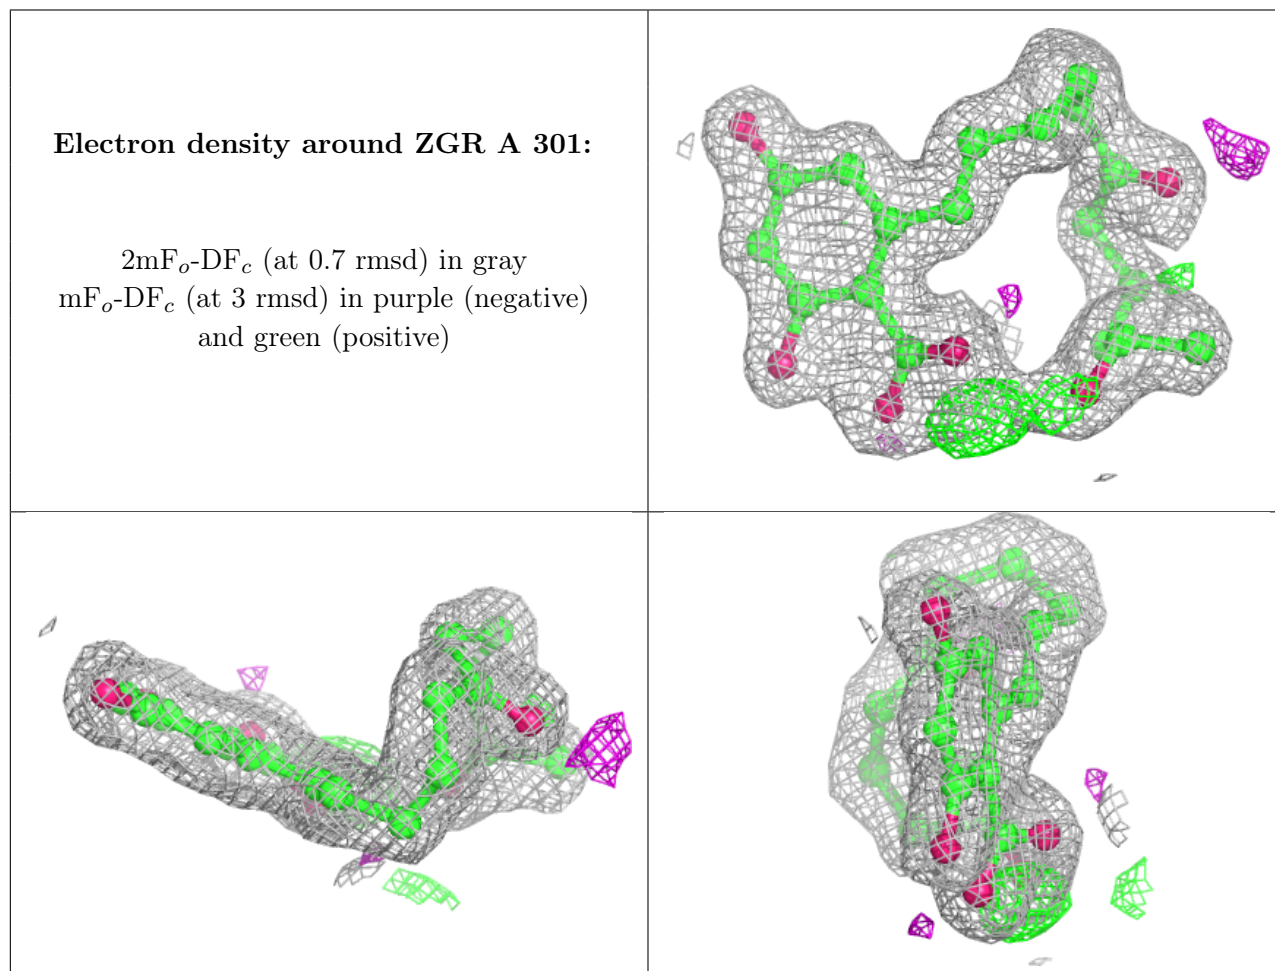 Electron density around ZGR A 301:
2mFo-DFc (at 0.7 rmsd) in gray
mFo-DFc (at 3 rmsd) in purple (negative)
and green (positive)